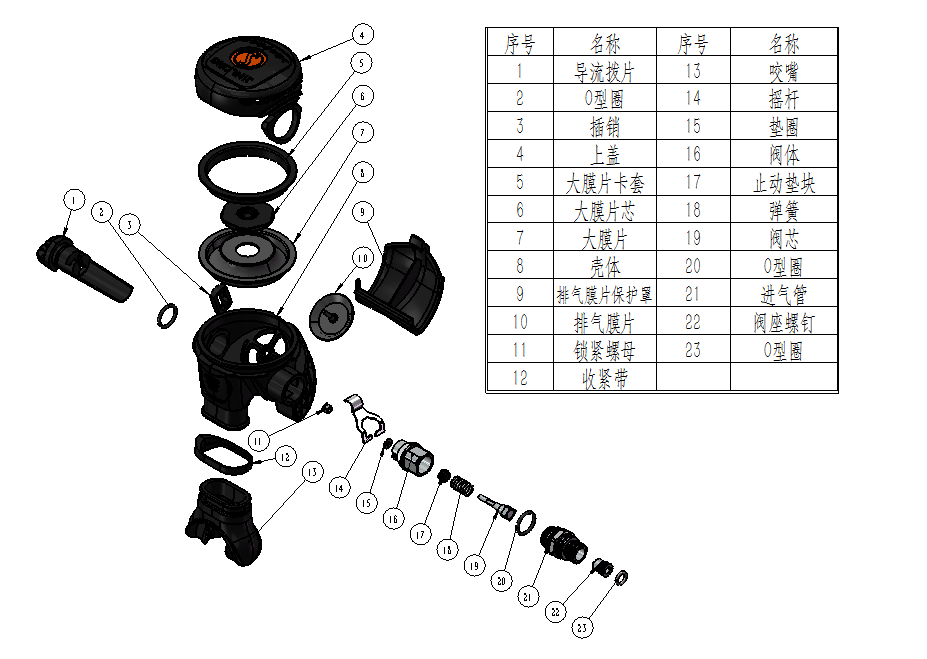 序号 名称 序号 名称
1 导流拨片 13 咬嘴
2 O型圈 14 摇杆
3 插销 15 垫圈
4 上盖 16 阀体
5 大膜片卡套 17 止动垫块
6 大膜片芯 18 弹簧
7 大膜片 19 阀芯
8 壳体 20 O型圈
9 排气膜片保护罩 21 进气管
10 排气膜片 22 阀座螺钉
11 锁紧螺母 23 O型圈
12 收紧带
4
5
6
7
8
1
2
3
9
10
11
12
13
14
15
16
17
18
19
20
21
22
23